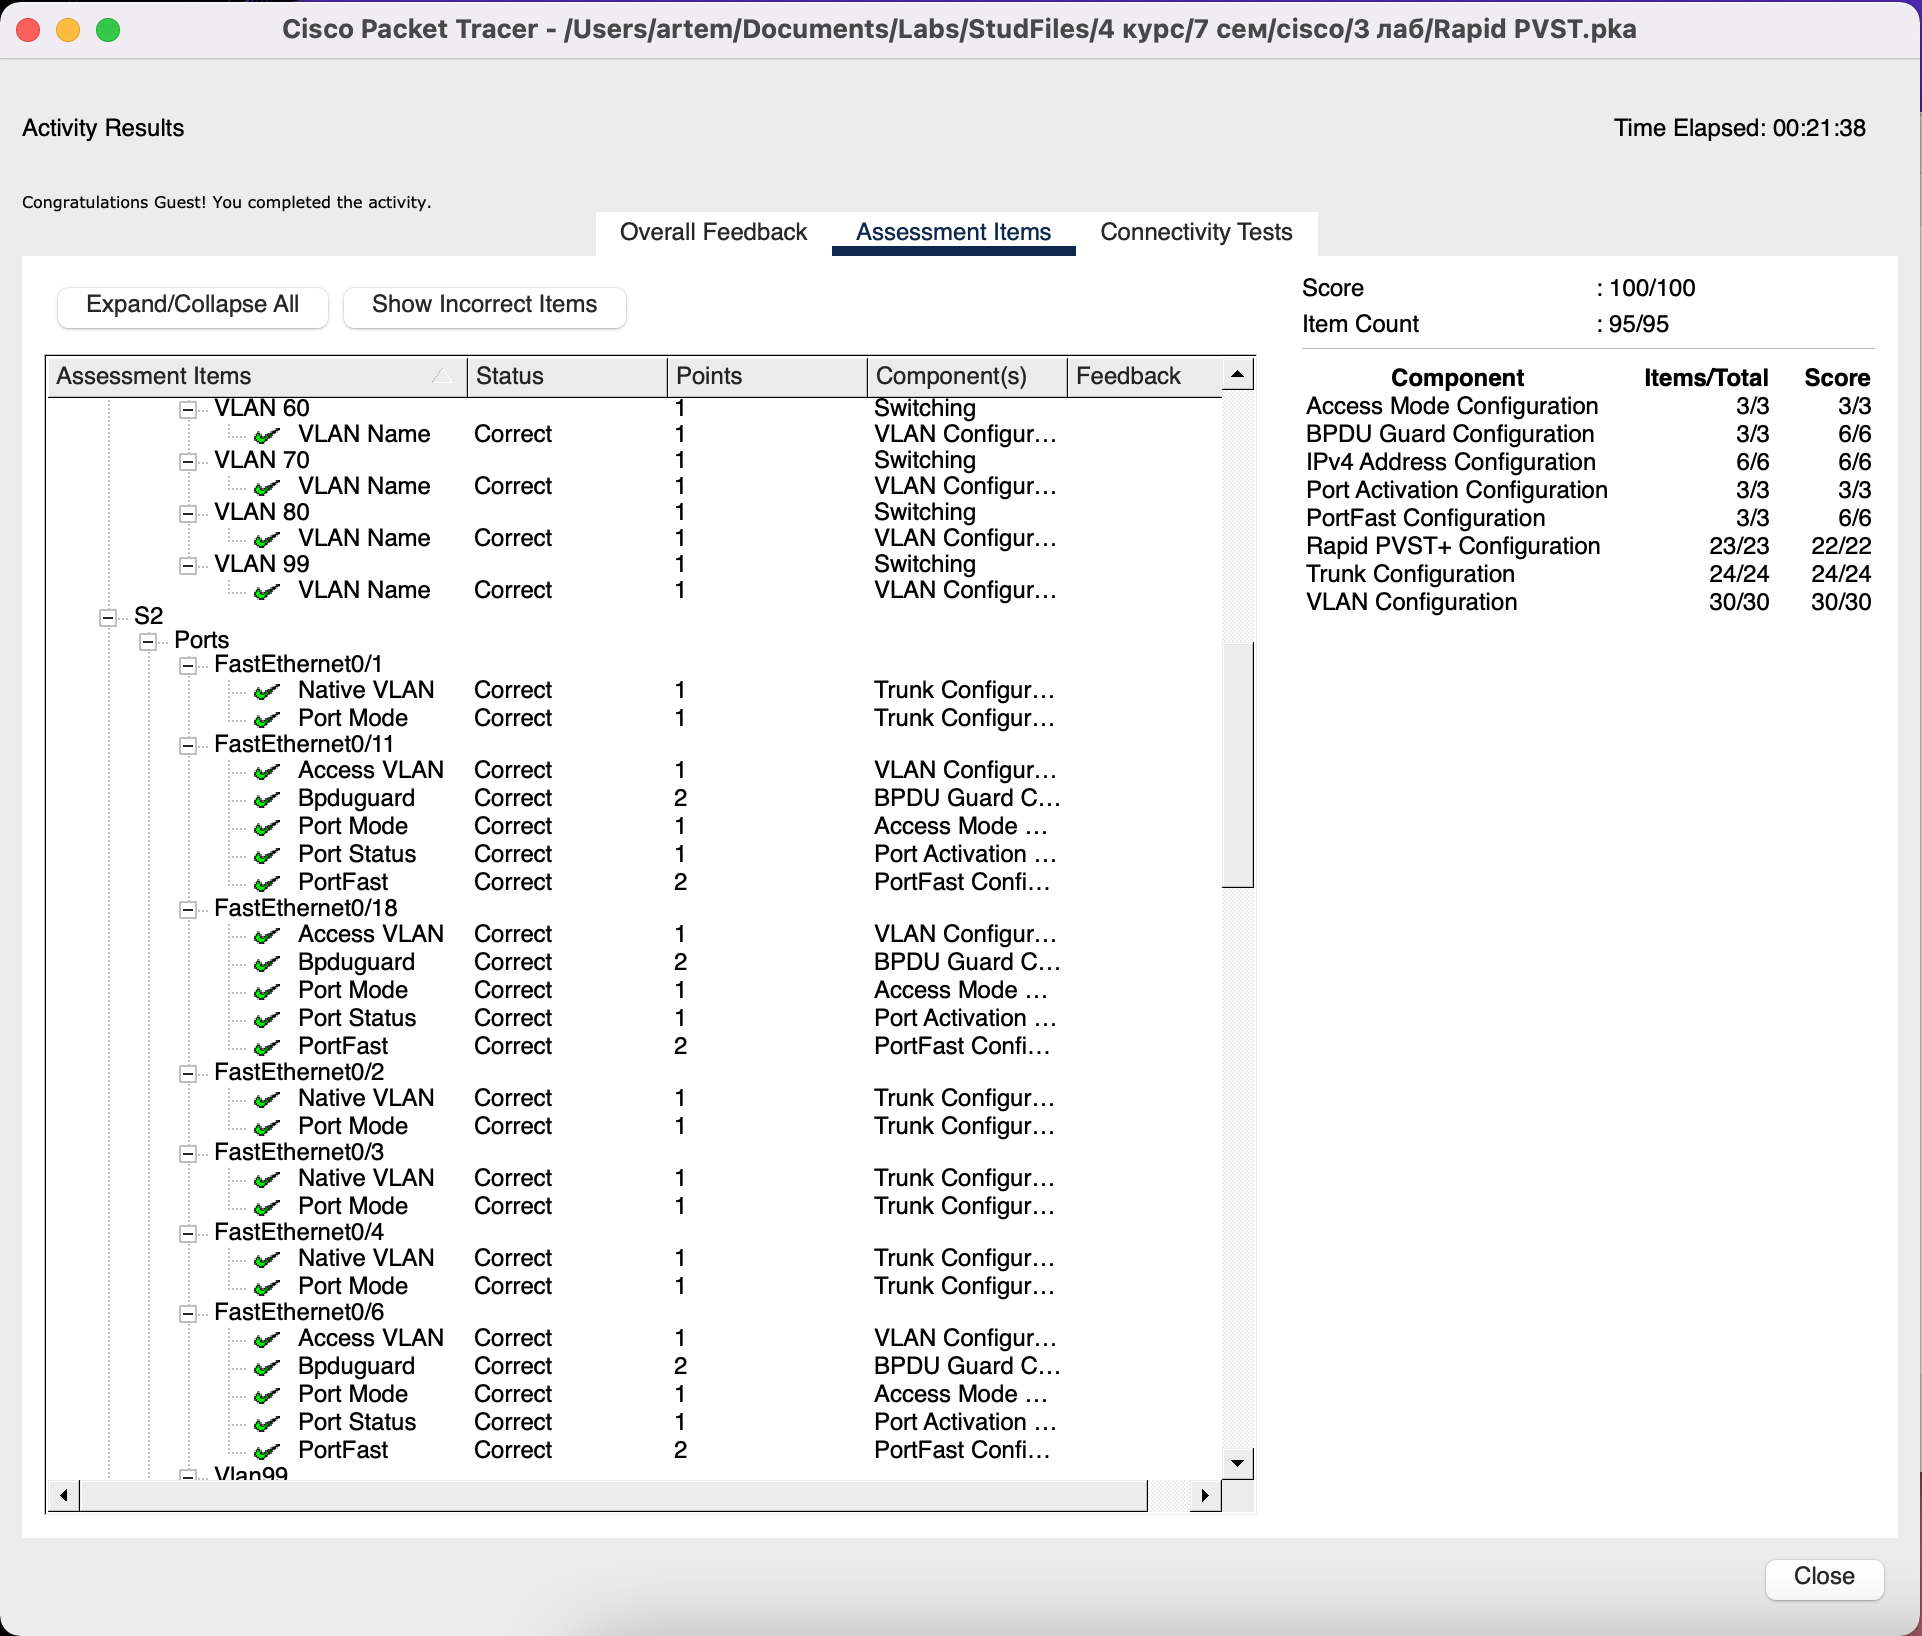 Cisco Packet Tracer - /Users/artem/Documents/Labs/StudFiles/4 курс/7 сем/cisco/3 лаб/Rapid PVST.pka
Activity Results
Time Elapsed: 00:21:38
Congratulations Guest! You completed the activity.
Overall Feedback Assessment Items Connectivity Tests
Expand/Collapse All Show Incorrect Items
Assessment Items Status Points Component(s) Feedback
VLAN 60 1 Switching
VLAN Name Correct 1 VLAN Configur...
VLAN 70 1 Switching
VLAN Name Correct 1 VLAN Configur...
VLAN 80 1 Switching
VLAN Name Correct 1 VLAN Configur...
VLAN 99 1 Switching
VLAN Name Correct 1 VLAN Configur...
S2
Ports
FastEthernet0/1
Native VLAN Correct 1 Trunk Configur...
Port Mode Correct 1 Trunk Configur...
FastEthernet0/11
Access VLAN Correct 1 VLAN Configur...
Bpduguard Correct 2 BPDU Guard C...
Port Mode Correct 1 Access Mode ...
Port Status Correct 1 Port Activation ...
PortFast Correct 2 PortFast Confi...
FastEthernet0/18
Access VLAN Correct 1 VLAN Configur...
Bpduguard Correct 2 BPDU Guard C...
Port Mode Correct 1 Access Mode ...
Port Status Correct 1 Port Activation ...
PortFast Correct 2 PortFast Confi...
FastEthernet0/2
Native VLAN Correct 1 Trunk Configur...
Port Mode Correct 1 Trunk Configur...
FastEthernet0/3
Native VLAN Correct 1 Trunk Configur...
Port Mode Correct 1 Trunk Configur...
FastEthernet0/4
Native VLAN Correct 1 Trunk Configur...
Port Mode Correct 1 Trunk Configur...
FastEthernet0/6
Access VLAN Correct 1 VLAN Configur...
Bpduguard Correct 2 BPDU Guard C...
Port Mode Correct 1 Access Mode ...
Port Status Correct 1 Port Activation ...
PortFast Correct 2 PortFast Confi...
Vlan99
Score : 100/100
Item Count : 95/95
Component Items/Total Score
Access Mode Configuration 3/3 3/3
BPDU Guard Configuration 3/3 6/6
IPv4 Address Configuration 6/6 6/6
Port Activation Configuration 3/3 3/3
PortFast Configuration 3/3 6/6
Rapid PVST+ Configuration 23/23 22/22
Trunk Configuration 24/24 24/24
VLAN Configuration 30/30 30/30
Close